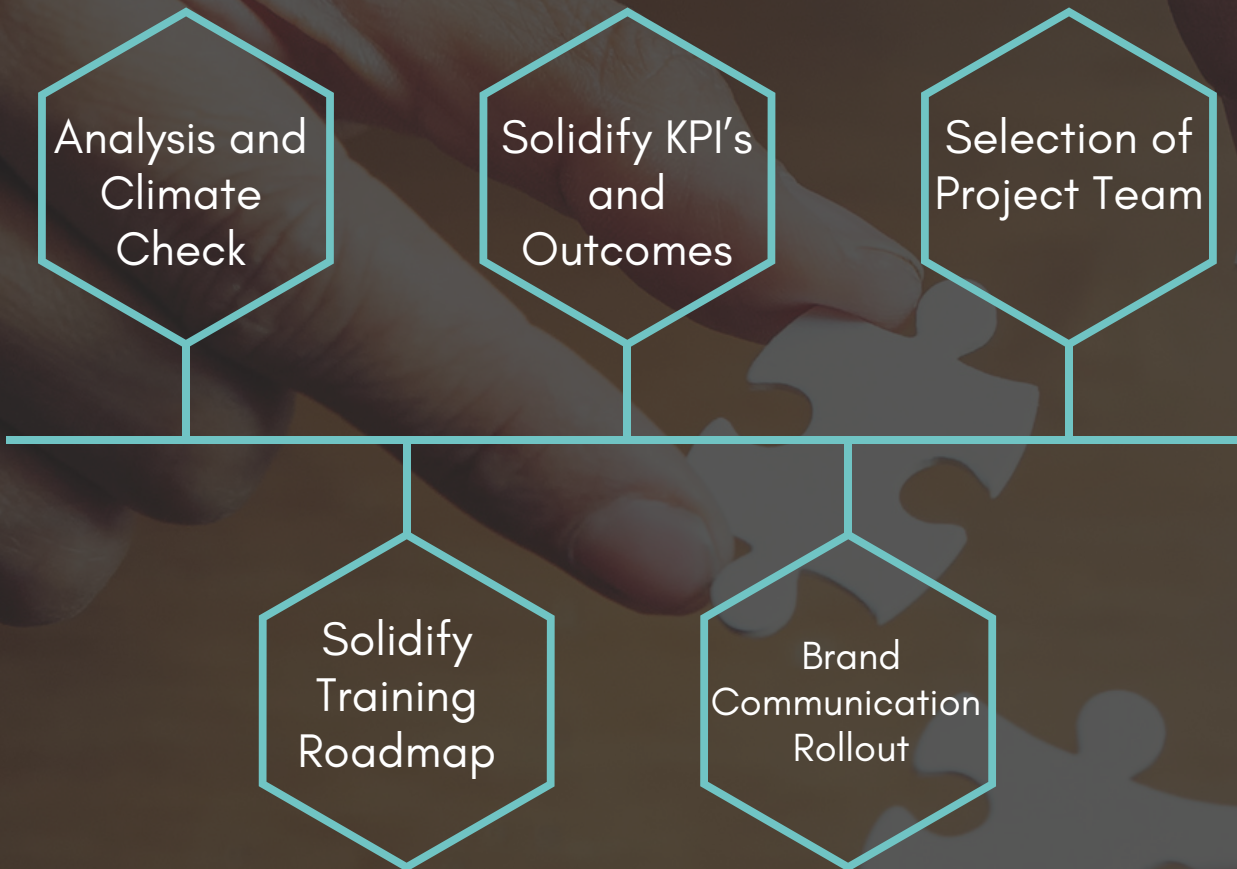 Analysis and
Climate
Check
Solidify KPI's
and
Outcomes
Selection of
Project Team
Solidify
Training
Roadmap
Brand
Communication
Rollout